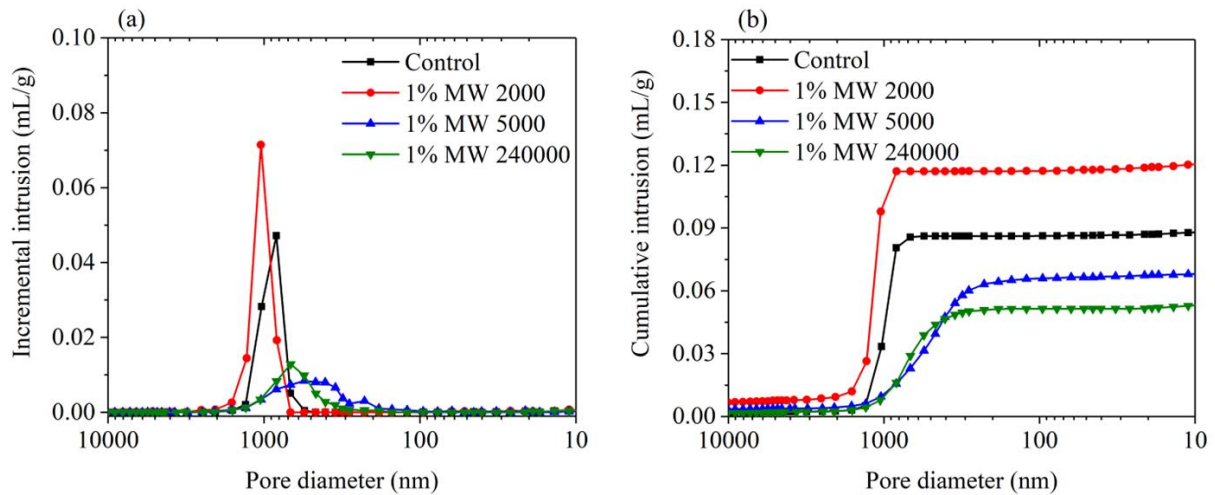 (a)
Incremental intrusion (mL/g)
0.10
0.08
0.06
0.04
0.02
0.00
Control
1% MW 2000
1% MW 5000
1% MW 240000
10000
1000
100
10
Pore diameter (nm)
(b)
Cumulative intrusion (mL/g)
0.18
0.15
0.12
0.09
0.06
0.03
0.00
Control
1% MW 2000
1% MW 5000
1% MW 240000
10000
1000
100
10
Pore diameter (nm)